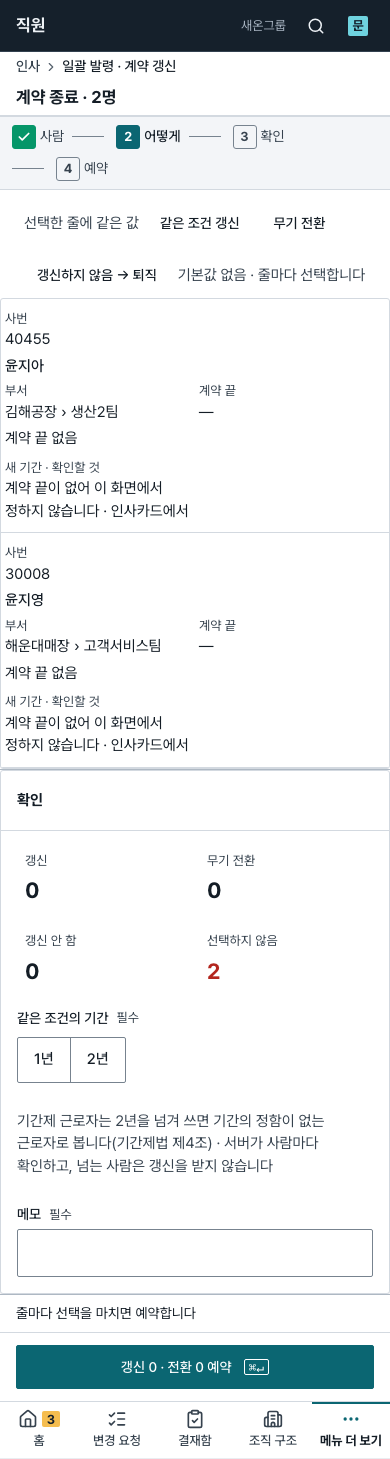 직원
새온그룹
문
인사 > 일괄 발령 · 계약 갱신
계약 종료 · 2명
사람
2 어떻게
3 확인
4 예약
선택한 줄에 같은 값 같은 조건 갱신 무기 전환
갱신하지 않음 → 퇴직 기본값 없음 · 줄마다 선택합니다
사번
40455
윤지아
부서 계약 끝
김해공장 › 생산2팀 —
계약 끝 없음
새 기간 · 확인할 것
계약 끝이 없어 이 화면에서
정하지 않습니다 · 인사카드에서
사번
30008
윤지영
부서 계약 끝
해운대매장 › 고객서비스팀 —
계약 끝 없음
새 기간 · 확인할 것
계약 끝이 없어 이 화면에서
정하지 않습니다 · 인사카드에서
확인
갱신 무기 전환
0 0
갱신 안 함 선택하지 않음
0 2
같은 조건의 기간 필수
1년 2년
기간제 근로자는 2년을 넘겨 쓰면 기간의 정함이 없는
근로자로 봅니다(기간제법 제4조) · 서버가 사람마다
확인하고, 넘는 사람은 갱신을 받지 않습니다
메모 필수
줄마다 선택을 마치면 예약합니다
갱신 0 · 전환 0 예약 ⌘↵
3
홈 변경 요청 결재함 조직 구조 메뉴 더 보기